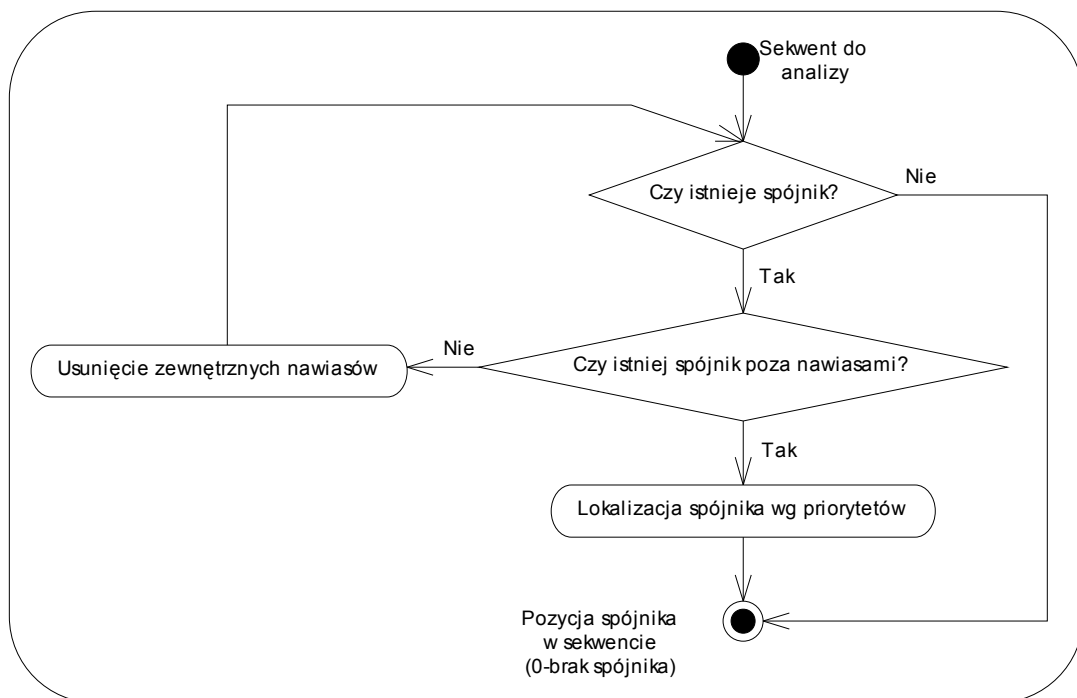 Sekwent do
analizy
Nie
Czy istnieje spójnik?
Tak
Nie
Usunięcie zewnętrznych nawiasów
Czy istniej spójnik poza nawiasami?
Tak
Lokalizacja spójnika wg priorytetów
Pozycja spójnika
w sekwencie
(0-brak spójnika)